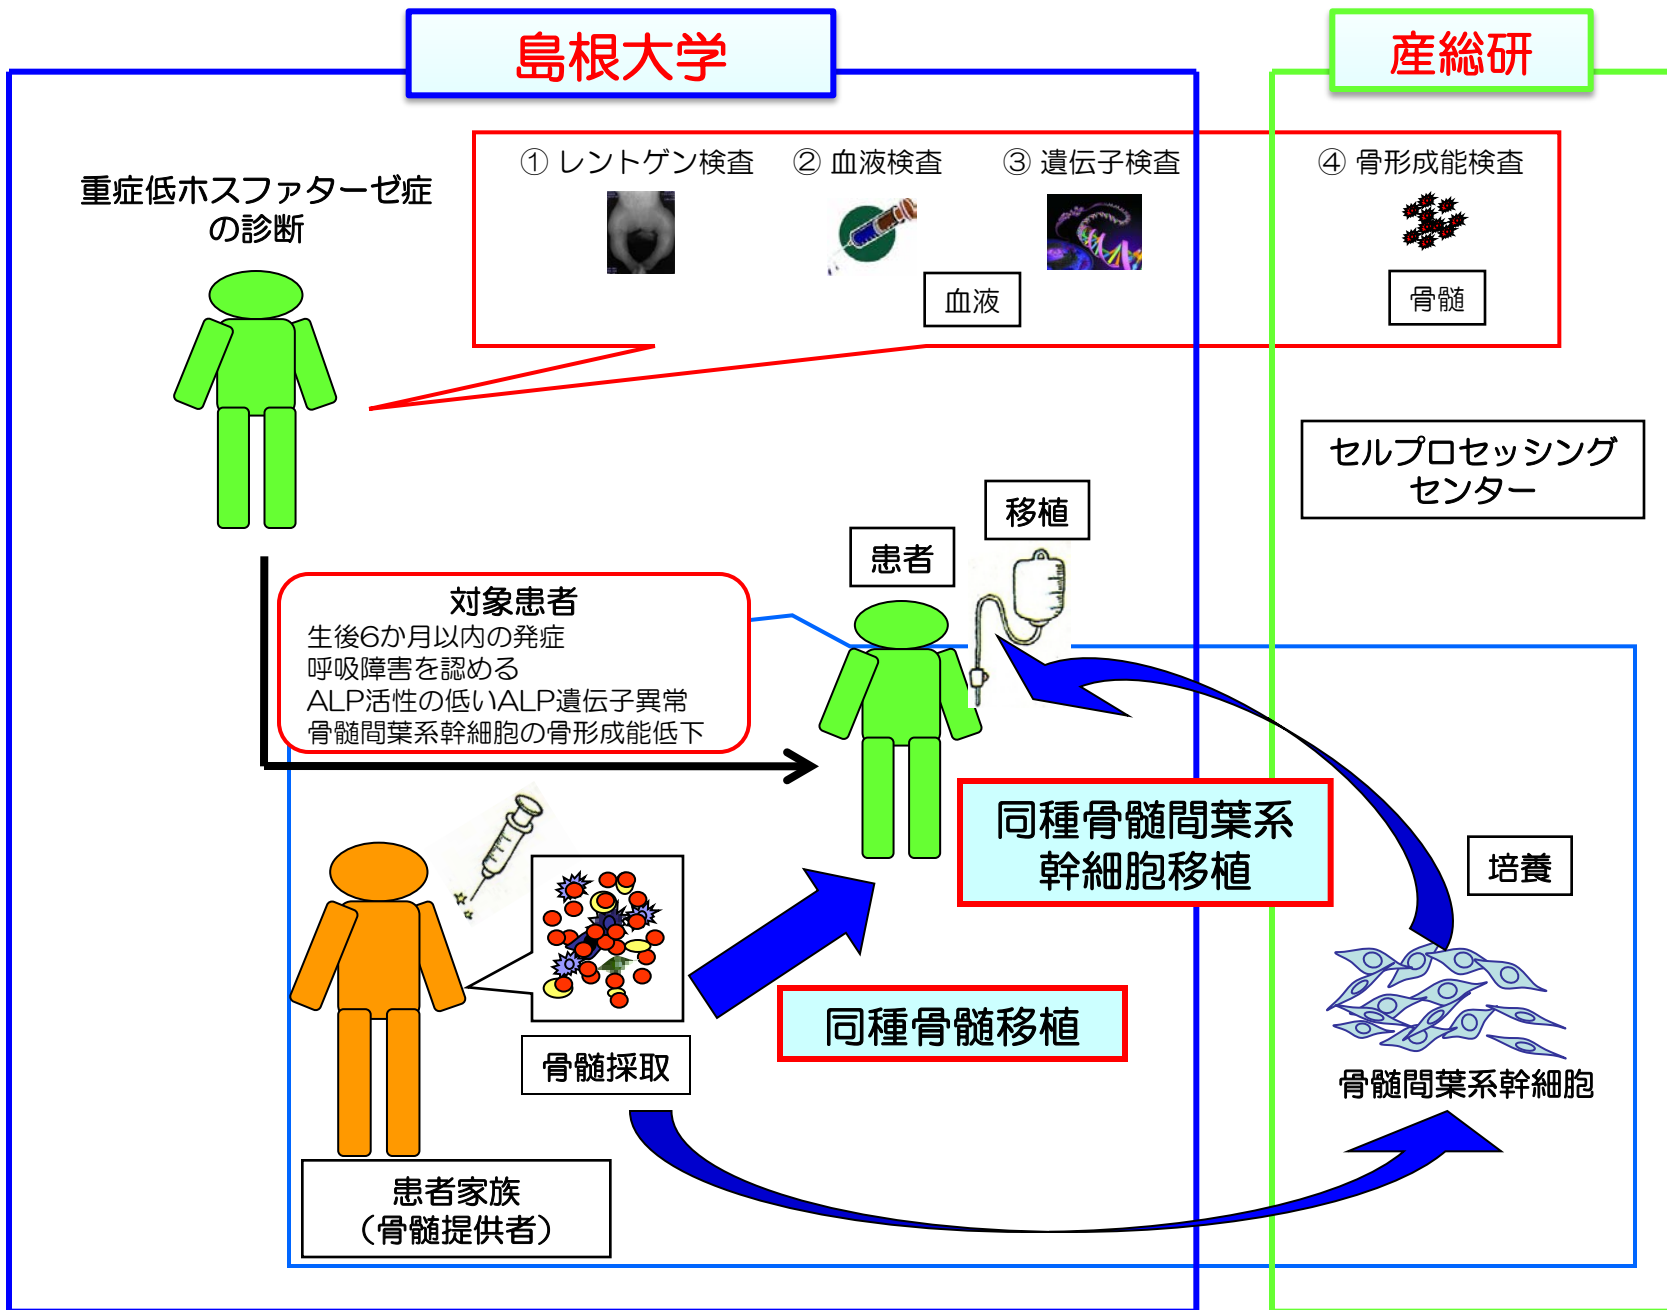 島根大学
産総研
① レントゲン検査
② 血液検査
③ 遺伝子検査
④ 骨形成能検査
血液
骨髄
重症低ホスファターゼ症
の診断
セルプロセッシング
センター
移植
患者
対象患者
生後6か月以内の発症
呼吸障害を認める
ALP活性の低いALP遺伝子異常
骨髄間葉系幹細胞の骨形成能低下
同種骨髄間葉系
幹細胞移植
培養
同種骨髄移植
骨髄採取
骨髄間葉系幹細胞
患者家族
（骨髄提供者）